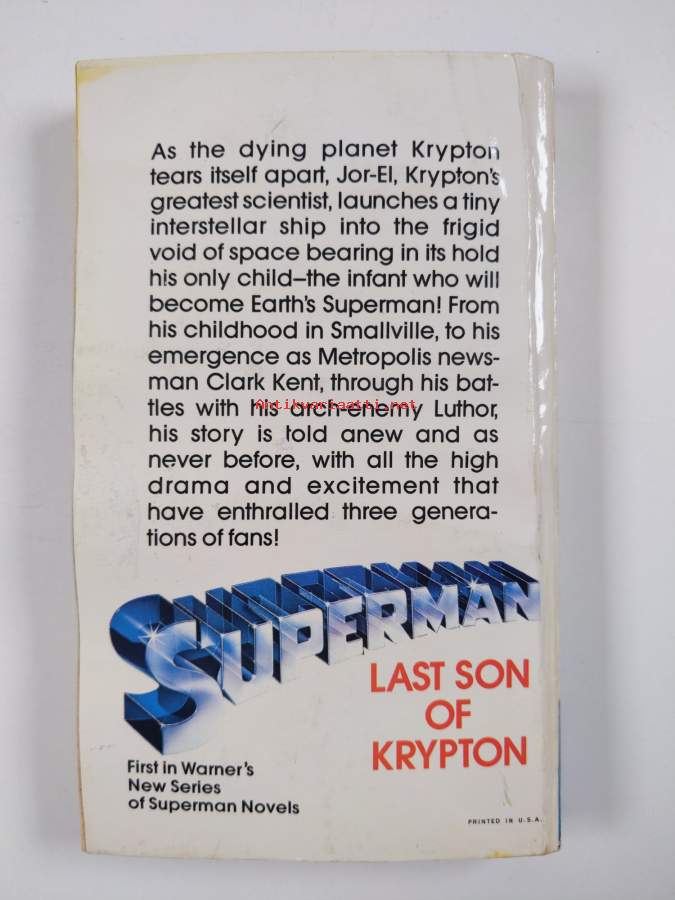 As the dying planet Krypton
tears itself apart, Jor-El, Krypton's
greatest scientist, launches a tiny
interstellar ship into the frigid
void of space bearing in its hold
his only child–the infant who will
become Earth's Superman! From
his childhood in Smallville, to his
emergence as Metropolis news-
man Clark Kent, through his bat-
tles with his arch-enemy Luthor,
Antikvariaatti.net
his story is told anew and as
never before, with all the high
drama and excitement that
have enthralled three genera-
tions of fans!
SUPERMAN
LAST SON
OF
KRYPTON
First in Warner's
New Series
of Superman Novels
PRINTED IN U.S.A.